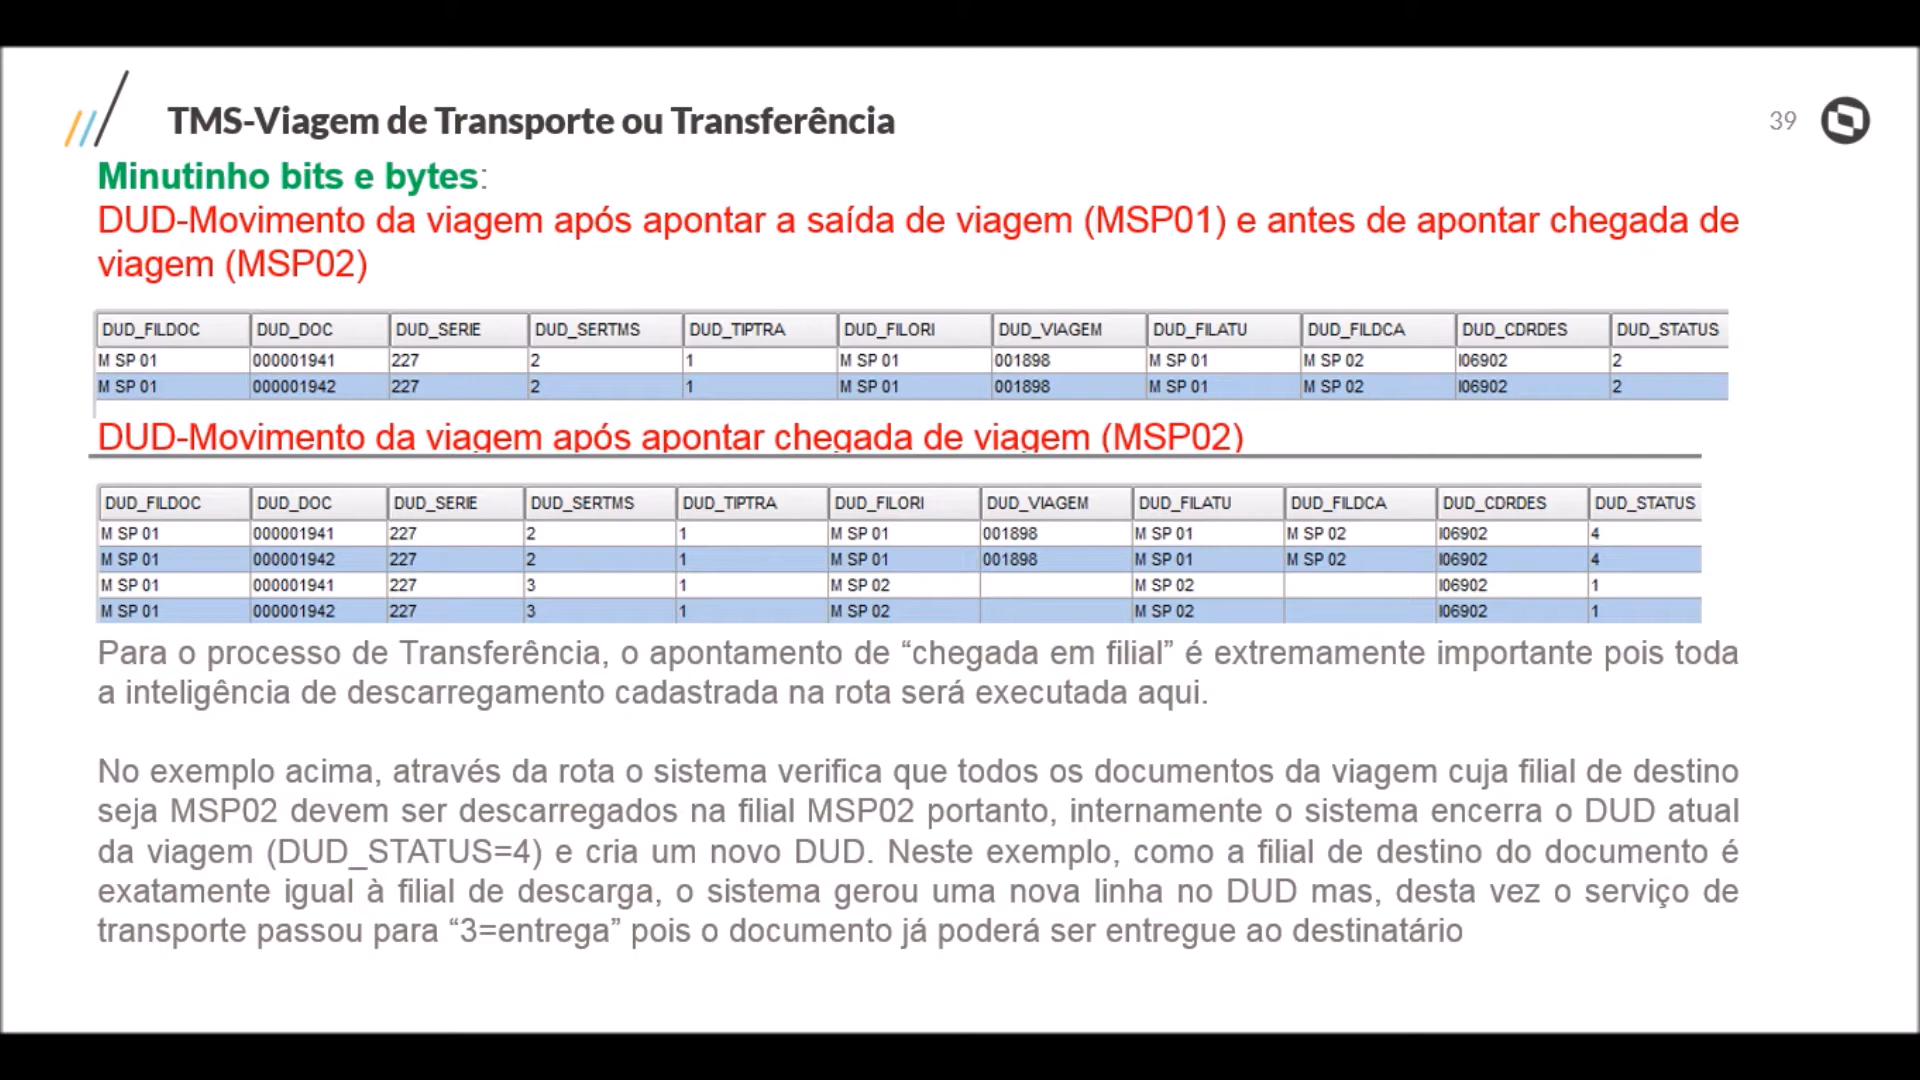 TMS-Viagem de Transporte ou Transferência
39
Minutinho bits e bytes:
DUD-Movimento da viagem após apontar a saída de viagem (MSP01) e antes de apontar chegada de
viagem (MSP02)
DUD_FILDOC DUD_DOC DUD_SERIE DUD_SERTMS DUD_TIPTRA DUD_FILORI DUD_VIAGEM DUD_FILATU DUD_FILDCA DUD_CDRDES DUD_STATUS
M SP 01 000001941 227 2 1 M SP 01 001898 M SP 01 M SP 02 I06902 2
M SP 01 000001942 227 2 1 M SP 01 001898 M SP 01 M SP 02 I06902 2
DUD-Movimento da viagem após apontar chegada de viagem (MSP02)
DUD_FILDOC DUD_DOC DUD_SERIE DUD_SERTMS DUD_TIPTRA DUD_FILORI DUD_VIAGEM DUD_FILATU DUD_FILDCA DUD_CDRDES DUD_STATUS
M SP 01 000001941 227 2 1 M SP 01 001898 M SP 01 M SP 02 I06902 4
M SP 01 000001942 227 2 1 M SP 01 001898 M SP 01 M SP 02 I06902 4
M SP 01 000001941 227 3 1 M SP 02 M SP 02 I06902 1
M SP 01 000001942 227 3 1 M SP 02 M SP 02 I06902 1
Para o processo de Transferência, o apontamento de “chegada em filial” é extremamente importante pois toda
a inteligência de descarregamento cadastrada na rota será executada aqui.
No exemplo acima, através da rota o sistema verifica que todos os documentos da viagem cuja filial de destino
seja MSP02 devem ser descarregados na filial MSP02 portanto, internamente o sistema encerra o DUD atual
da viagem (DUD_STATUS=4) e cria um novo DUD. Neste exemplo, como a filial de destino do documento é
exatamente igual à filial de descarga, o sistema gerou uma nova linha no DUD mas, desta vez o serviço de
transporte passou para “3=entrega” pois o documento já poderá ser entregue ao destinatário